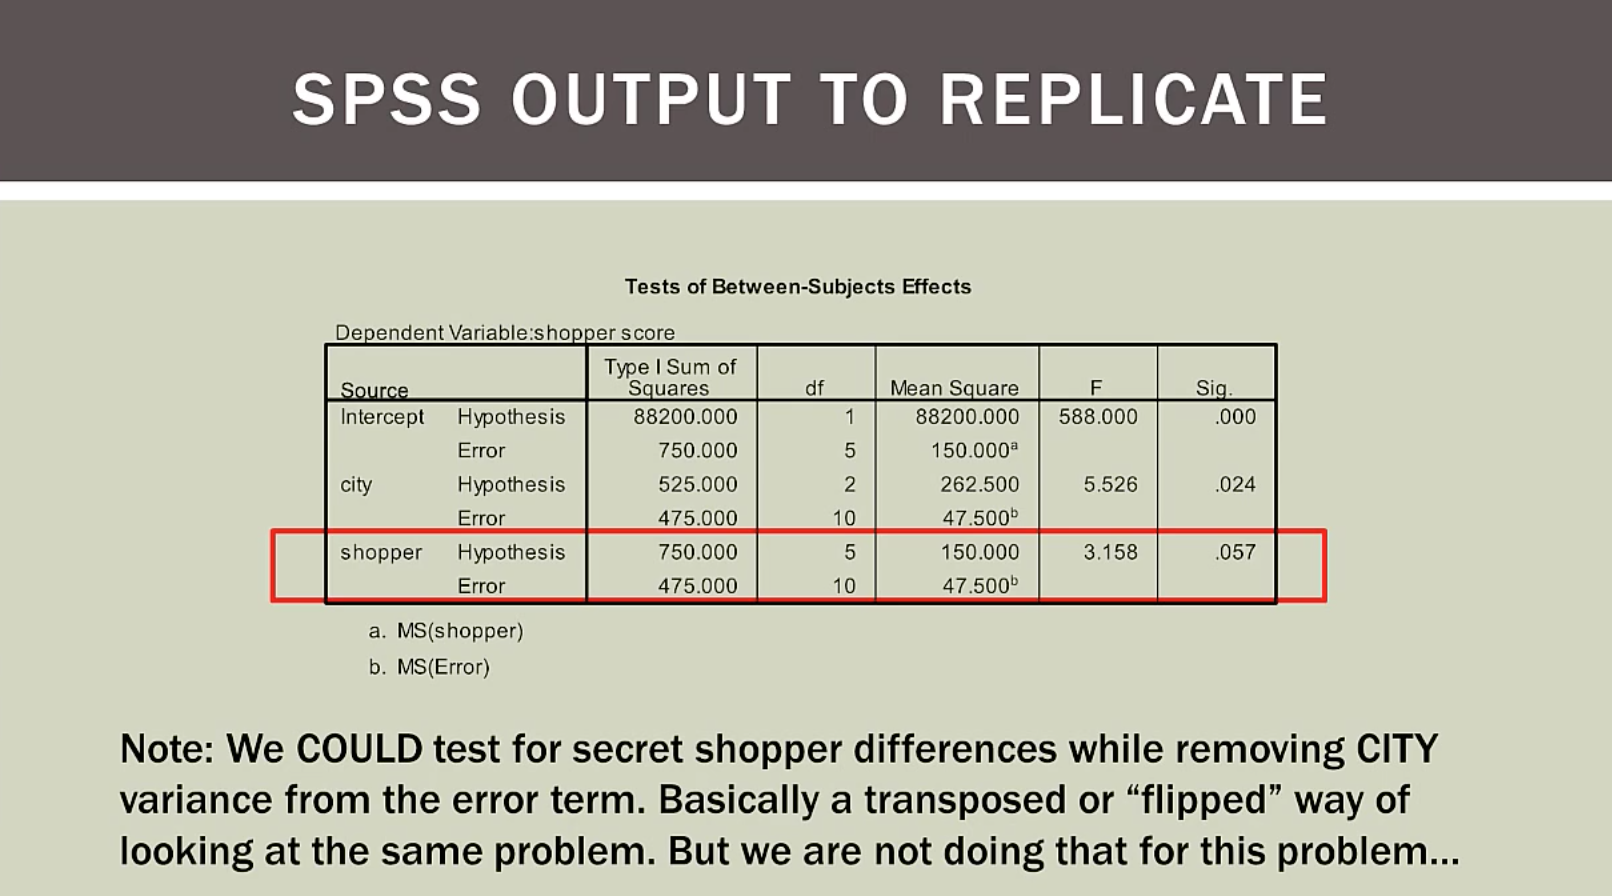 SPSS OUTPUT TO REPLICATE
Tests of Between-Subjects Effects
Dependent Variable:shopper score
Source Type I Sum of Squares df Mean Square F Sig.
Intercept Hypothesis 88200.000 1 88200.000 588.000 .000
Error 750.000 5 150.000ᵃ
city Hypothesis 525.000 2 262.500 5.526 .024
Error 475.000 10 47.500ᵇ
shopper Hypothesis 750.000 5 150.000 3.158 .057
Error 475.000 10 47.500ᵇ
a. MS(shopper)
b. MS(Error)
Note: We COULD test for secret shopper differences while removing CITY
variance from the error term. Basically a transposed or “flipped” way of
looking at the same problem. But we are not doing that for this problem...